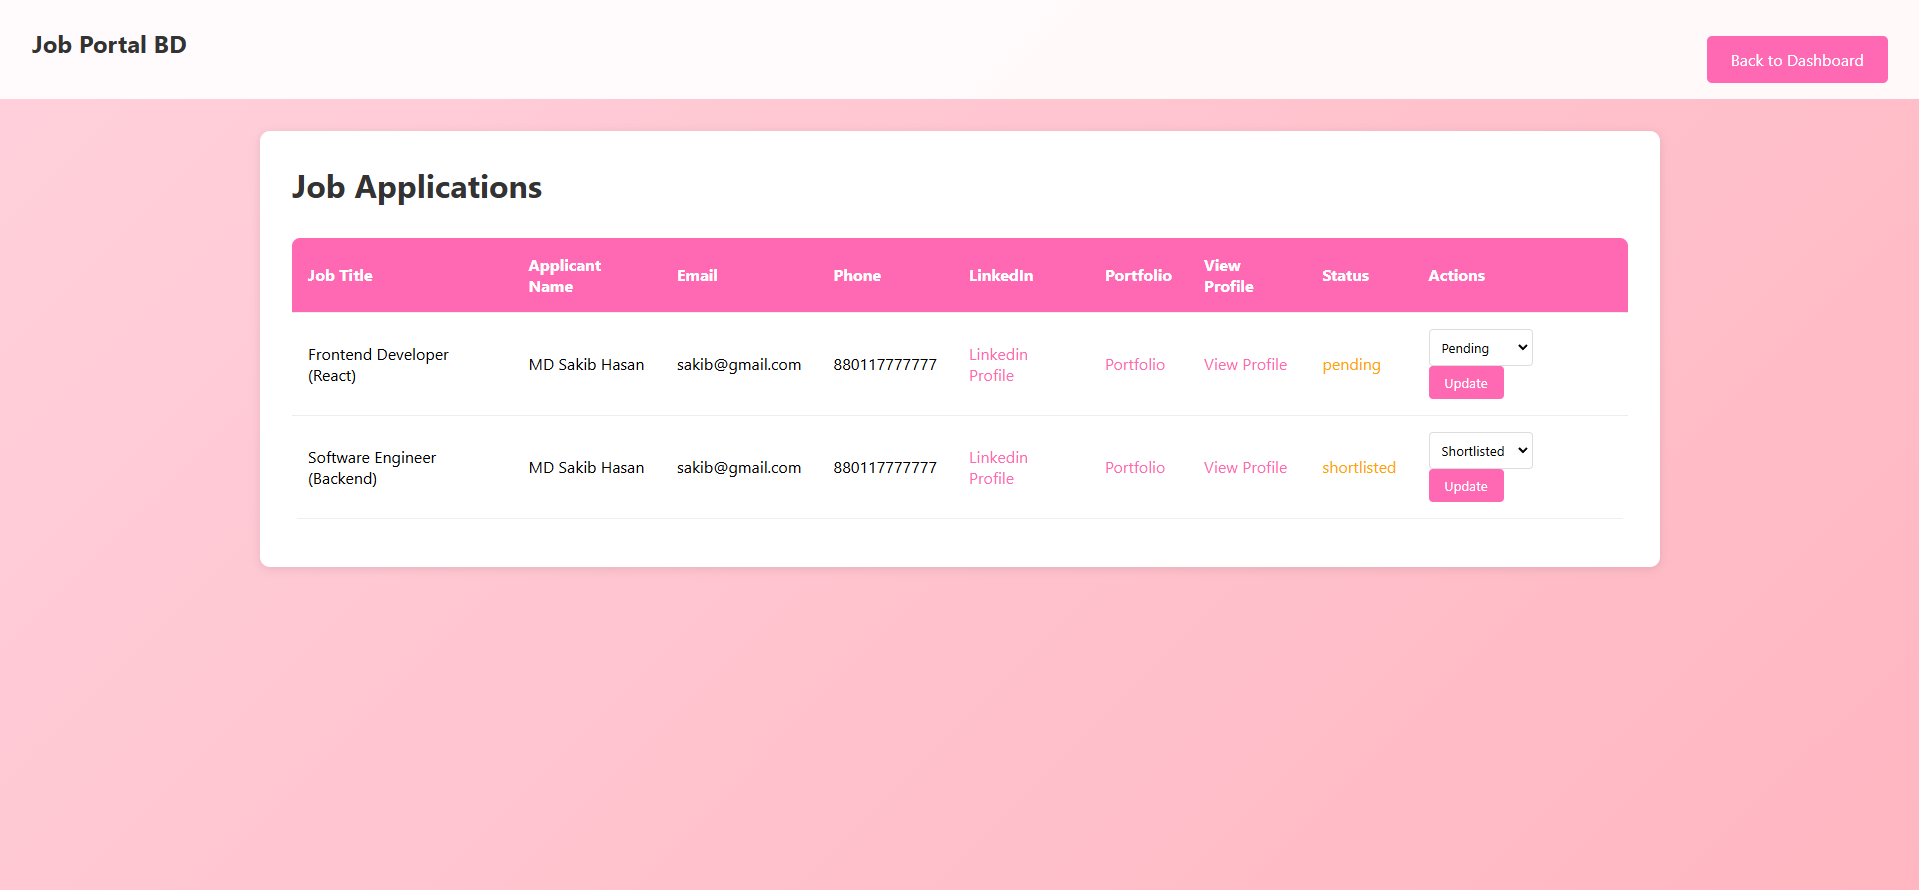 Job Portal BD
Back to Dashboard
Job Applications
Job Title
Applicant
Name
Email
Phone
LinkedIn
Portfolio
View
Profile
Status
Actions
Frontend Developer
(React)
MD Sakib Hasan
sakib@gmail.com
880117777777
Linkedin
Profile
Portfolio
View Profile
pending
Pending
Update
Software Engineer
(Backend)
MD Sakib Hasan
sakib@gmail.com
880117777777
Linkedin
Profile
Portfolio
View Profile
shortlisted
Shortlisted
Update